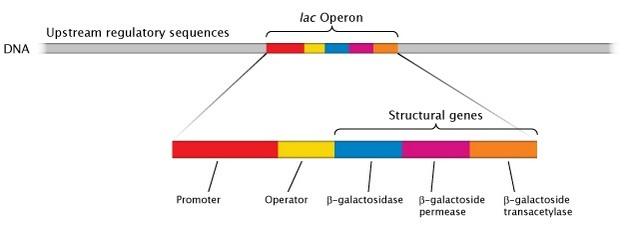 lac Operon
Upstream regulatory sequences
DNA
Structural genes
Promoter
Operator
β-galactosidase
β-galactoside
permease
β-galactoside
transacetylase